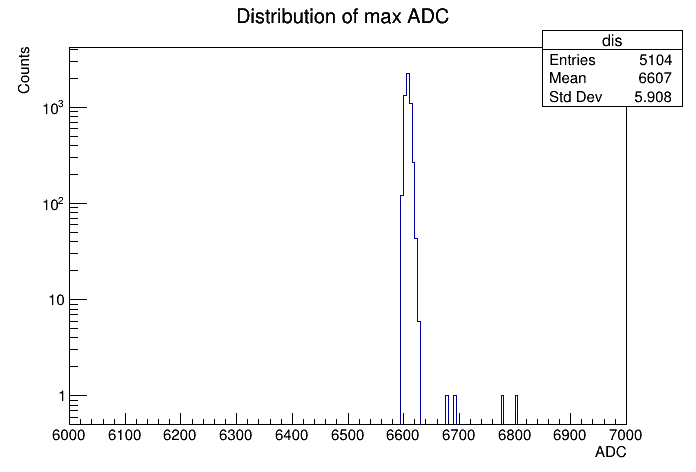 Distribution of max ADC
dis
Entries 5104
Mean 6607
Std Dev 5.908
Counts
10³
10²
10
1
6000 6100 6200 6300 6400 6500 6600 6700 6800 6900 7000
ADC